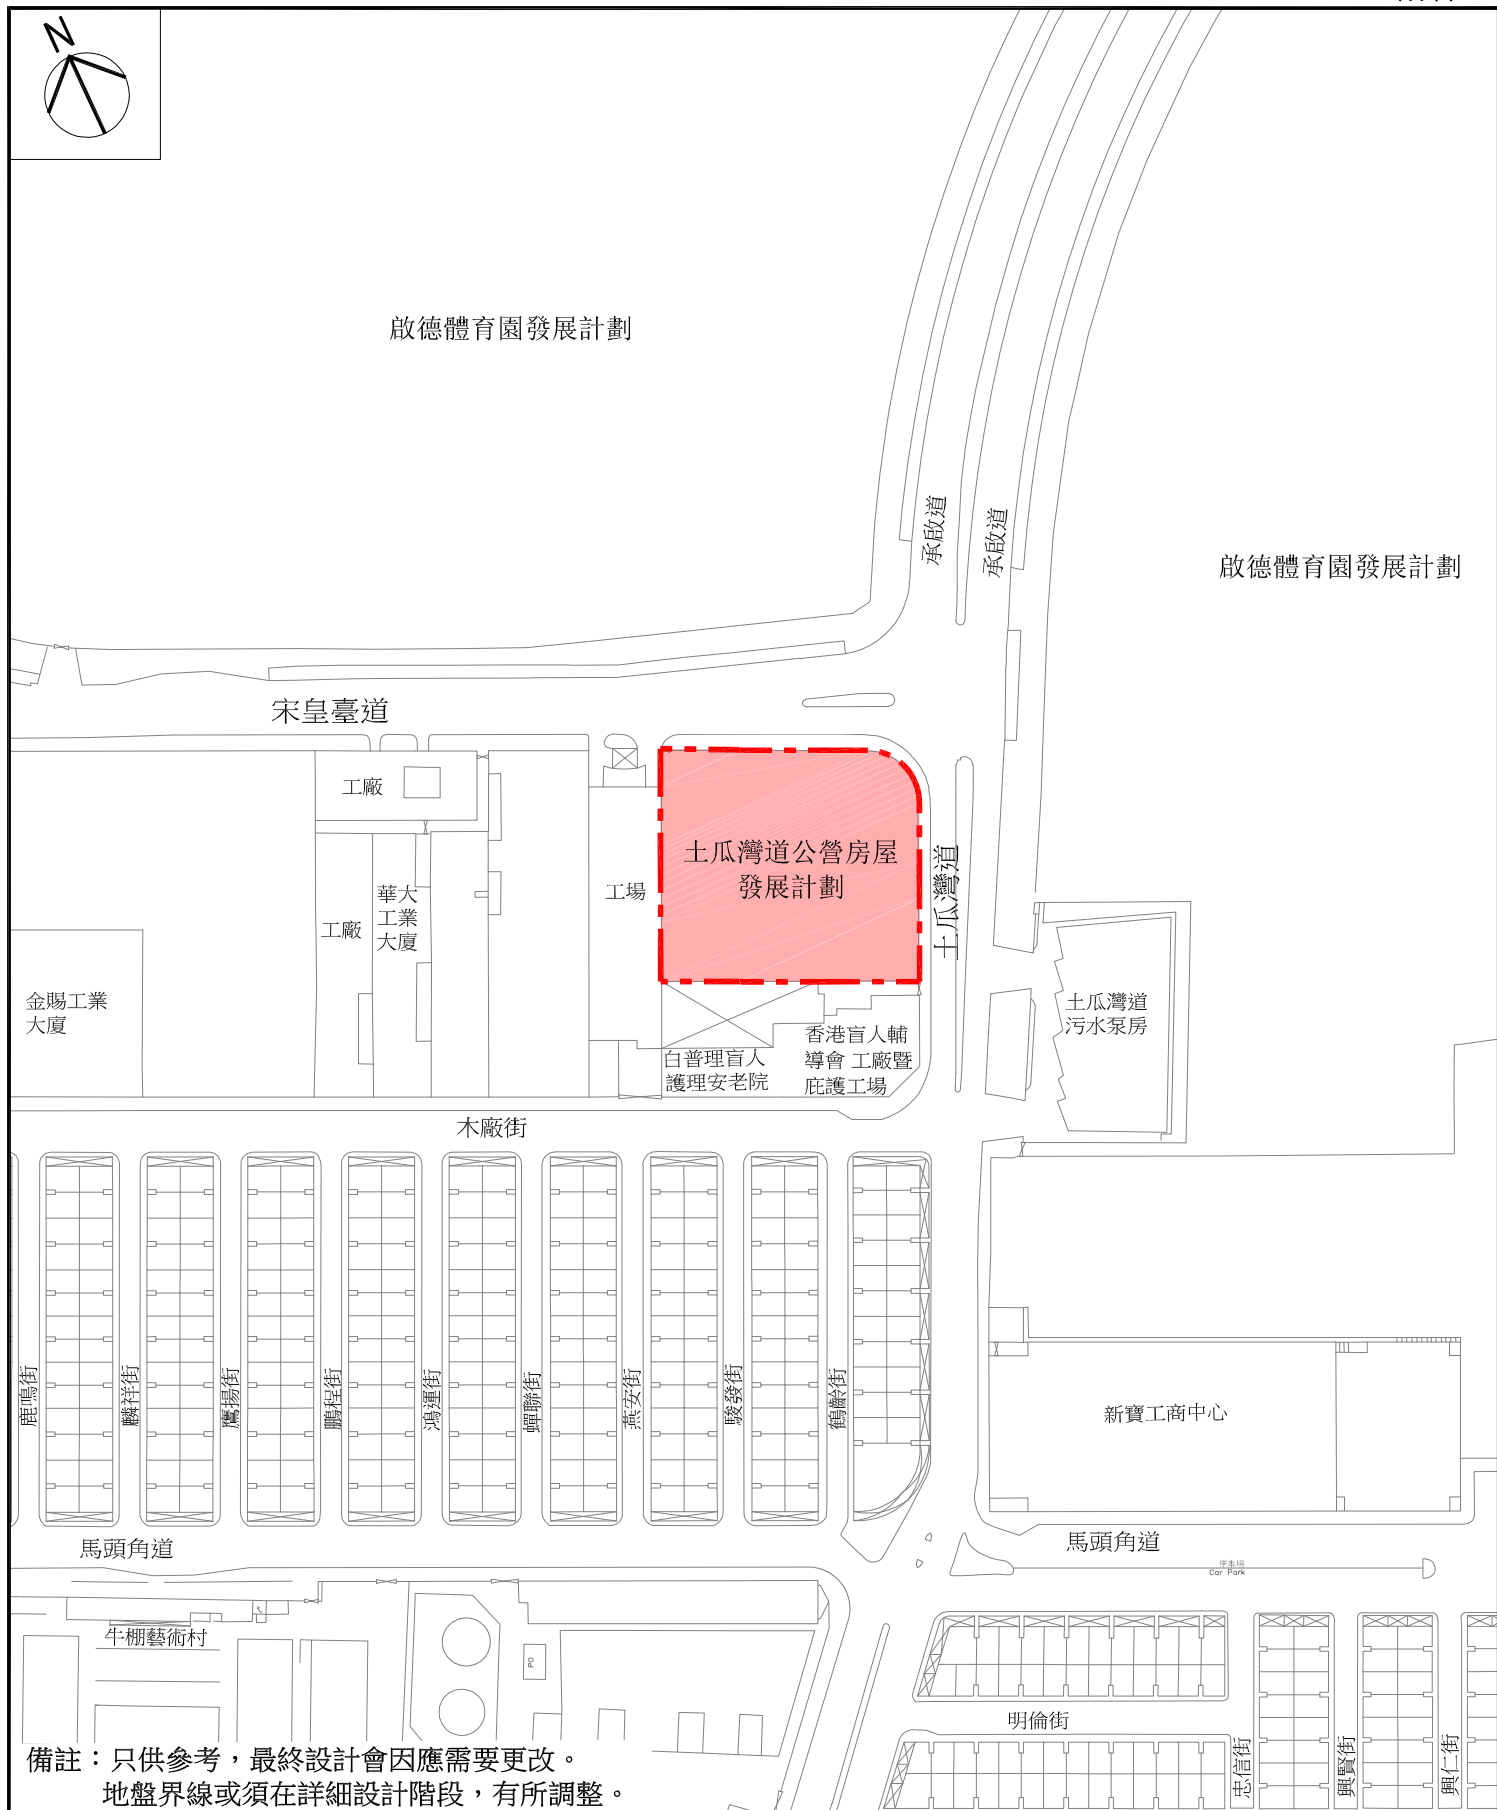 N
啟德體育園發展計劃
承啟道
承啟道
啟德體育園發展計劃
宋皇臺道
工廠
土瓜灣道公營房屋
發展計劃
土瓜灣道
工場
華大
工業
大廈
工廠
金賜工業
大廈
土瓜灣道
污水泵房
白普理盲人
護理安老院
香港盲人輔
導會 工廠暨
庇護工場
木廠街
鹿鳴街
麟祥街
鷹揚街
鵬程街
鴻運街
蟬聯街
燕安街
駿發街
鶴齡街
新寶工商中心
馬頭角道
馬頭角道
停車場
Car Park
牛棚藝術村
PO
明倫街
忠信街
興賢街
興仁街
備註：只供參考，最終設計會因應需要更改。
地盤界線或須在詳細設計階段，有所調整。